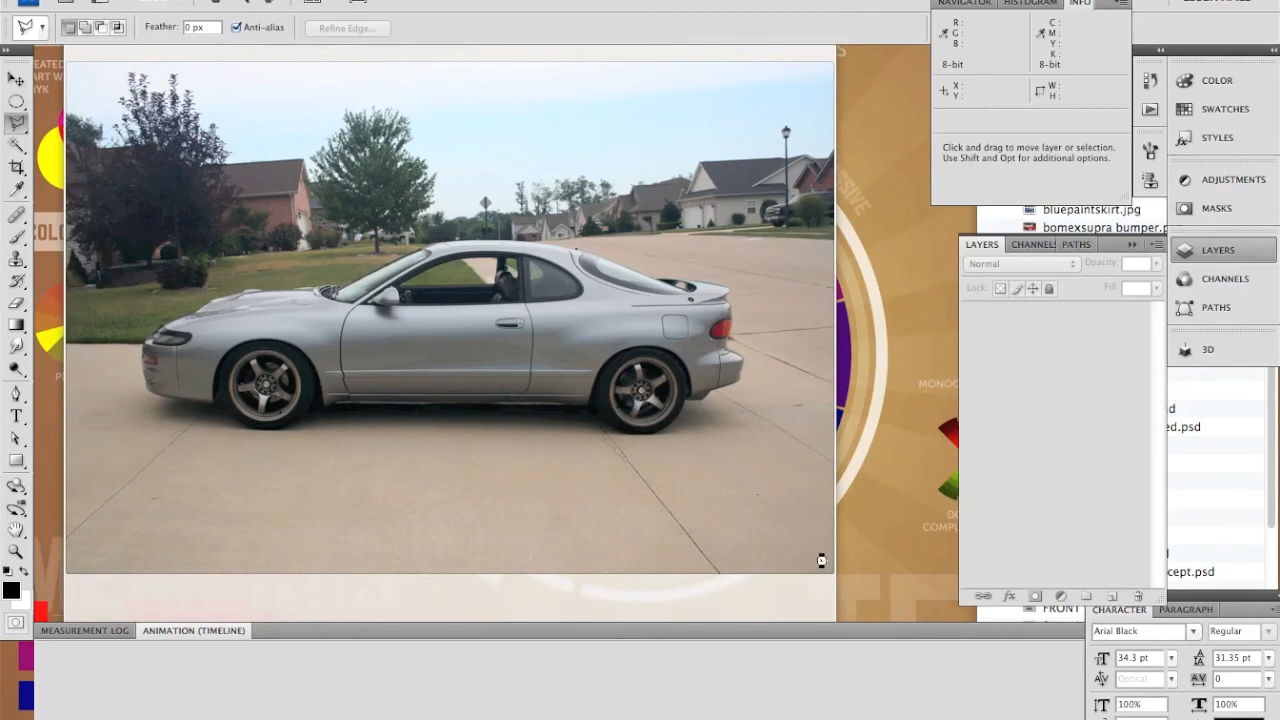 NAVIGATOR HISTOGRAM INFO
Feather: 0 px Anti-alias Refine Edge...
R: C:
G: M:
B: Y:
K:
8-bit 8-bit
X: W:
Y: H:
Click and drag to move layer or selection.
Use Shift and Opt for additional options.
COLOR
SWATCHES
STYLES
ADJUSTMENTS
MASKS
LAYERS
CHANNELS
PATHS
3D
bluepaintskirt.jpg
bomexsupra bumper.p
LAYERS CHANNELS PATHS
Normal Opacity:
Lock: Fill:
MONOC
COMPL
d
ed.psd
cept.psd
FRONT
MEASUREMENT LOG ANIMATION (TIMELINE)
CHARACTER PARAGRAPH
Arial Black Regular
34.3 pt 31.35 pt
Optical 0
100% 100%